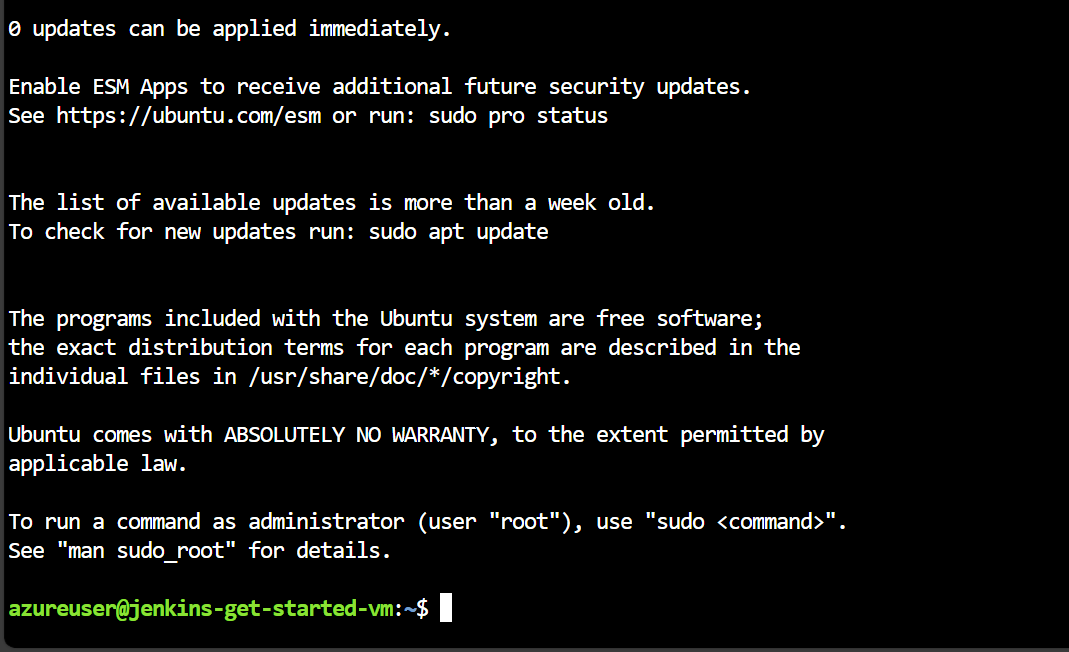 0 updates can be applied immediately.
Enable ESM Apps to receive additional future security updates.
See https://ubuntu.com/esm or run: sudo pro status
The list of available updates is more than a week old.
To check for new updates run: sudo apt update
The programs included with the Ubuntu system are free software;
the exact distribution terms for each program are described in the
individual files in /usr/share/doc/*/copyright.
Ubuntu comes with ABSOLUTELY NO WARRANTY, to the extent permitted by
applicable law.
To run a command as administrator (user "root"), use "sudo <command>".
See "man sudo_root" for details.
azureuser@jenkins-get-started-vm:~$